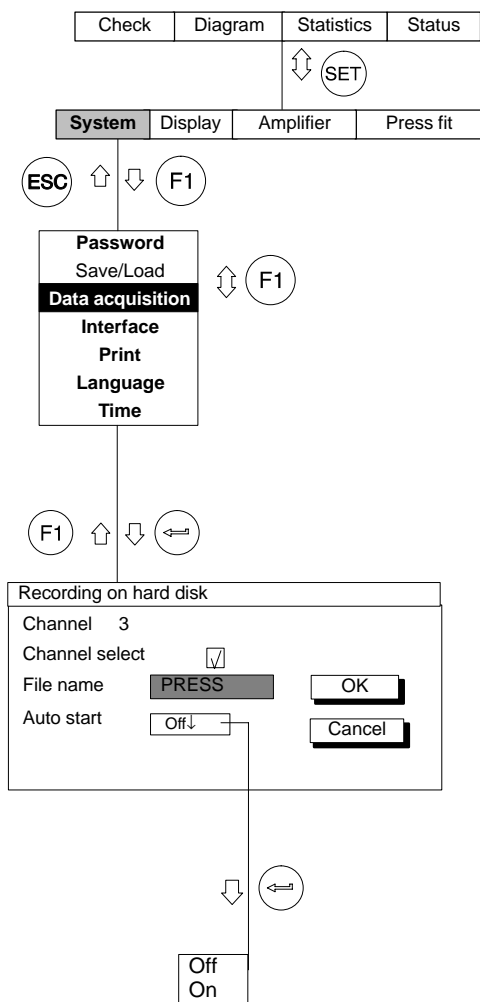 Check Diagram Statistics Status
SET
System Display Amplifier Press fit
ESC F1
Password
Save/Load
Data acquisition
F1
Interface
Print
Language
Time
F1
Recording on hard disk
Channel 3
Channel select √
File name PRESS OK
Auto start Off↓ Cancel
Off
On